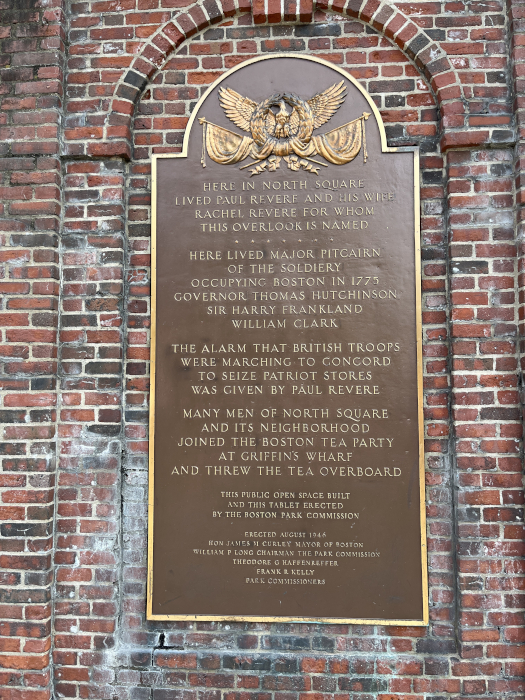 HERE IN NORTH SQUARE
LIVED PAUL REVERE AND HIS WIFE
RACHEL REVERE FOR WHOM
THIS OVERLOOK IS NAMED
HERE LIVED MAJOR PITCAIRN
OF THE SOLDIERY
OCCUPYING BOSTON IN 1775
GOVERNOR THOMAS HUTCHINSON
SIR HARRY FRANKLAND
WILLIAM CLARK
THE ALARM THAT BRITISH TROOPS
WERE MARCHING TO CONCORD
TO SEIZE PATRIOT STORES
WAS GIVEN BY PAUL REVERE
MANY MEN OF NORTH SQUARE
AND ITS NEIGHBORHOOD
JOINED THE BOSTON TEA PARTY
AT GRIFFIN'S WHARF
AND THREW THE TEA OVERBOARD
THIS PUBLIC OPEN SPACE BUILT
AND THIS TABLET ERECTED
BY THE BOSTON PARK COMMISSION
ERECTED AUGUST 1946
HON JAMES M CURLEY MAYOR OF BOSTON
WILLIAM P LONG CHAIRMAN THE PARK COMMISSION
THEODORE G HAFFENREFFER
FRANK R KELLY
PARK COMMISSIONERS